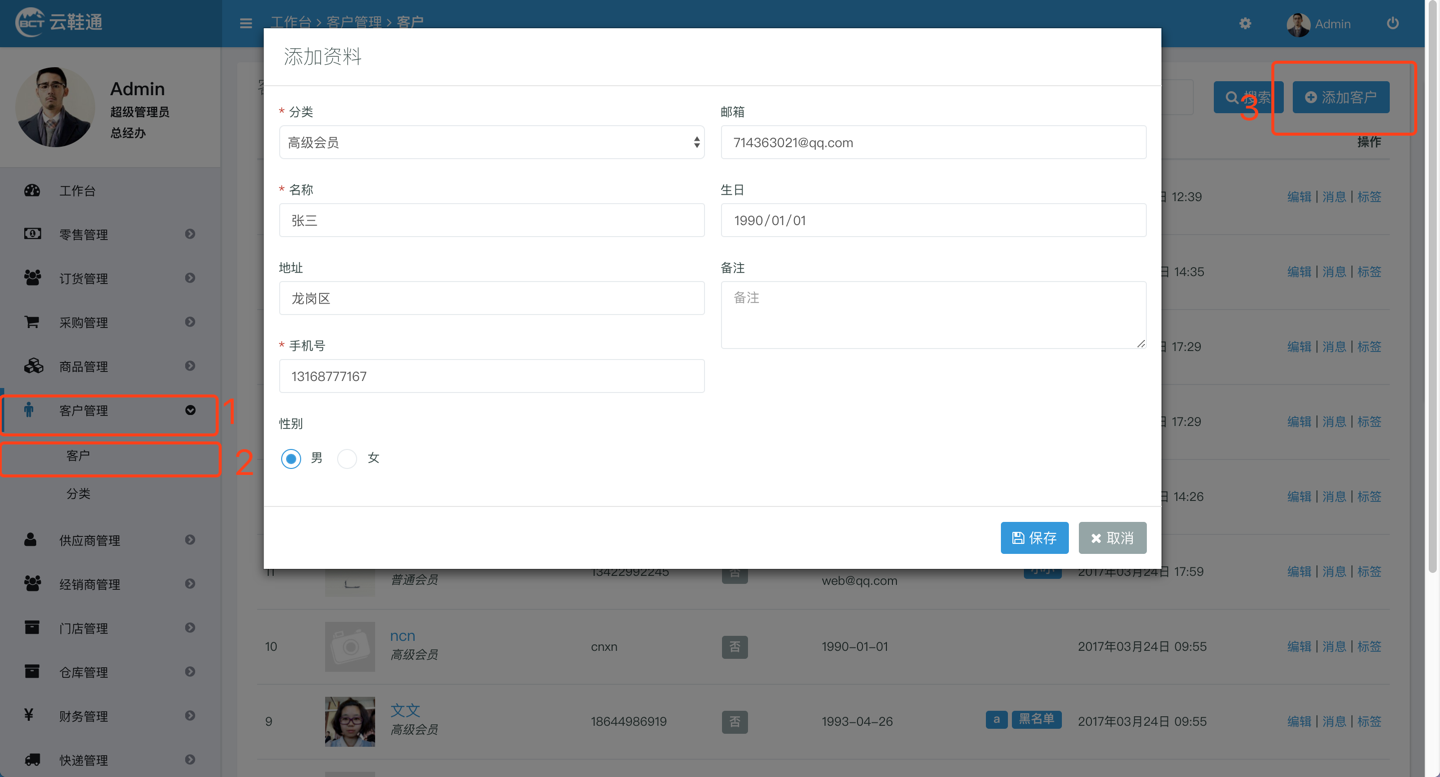 BCT 云鞋通
工作台 > 客户管理 > 客户
Admin
Admin
超级管理员
总经办
工作台
零售管理
订货管理
采购管理
商品管理
客户管理
1
客户
2
分类
供应商管理
经销商管理
门店管理
仓库管理
财务管理
快递管理
添加资料
* 分类
高级会员
* 名称
张三
地址
龙岗区
* 手机号
13168777167
性别
男 女
邮箱
714363021@qq.com
生日
1990/01/01
备注
备注
保存 取消
搜索 添加客户
3
操作
日 12:39 编辑 | 消息 | 标签
日 14:35 编辑 | 消息 | 标签
日 17:29 编辑 | 消息 | 标签
日 17:29 编辑 | 消息 | 标签
日 14:26 编辑 | 消息 | 标签
11 普通会员 13422992245 否 web@qq.com 2017年03月24日 17:59 编辑 | 消息 | 标签
10 ncn 高级会员 cnxn 否 1990-01-01 2017年03月24日 09:55 编辑 | 消息 | 标签
9 文文 高级会员 18644986919 否 1993-04-26 a 黑名单 2017年03月24日 09:55 编辑 | 消息 | 标签